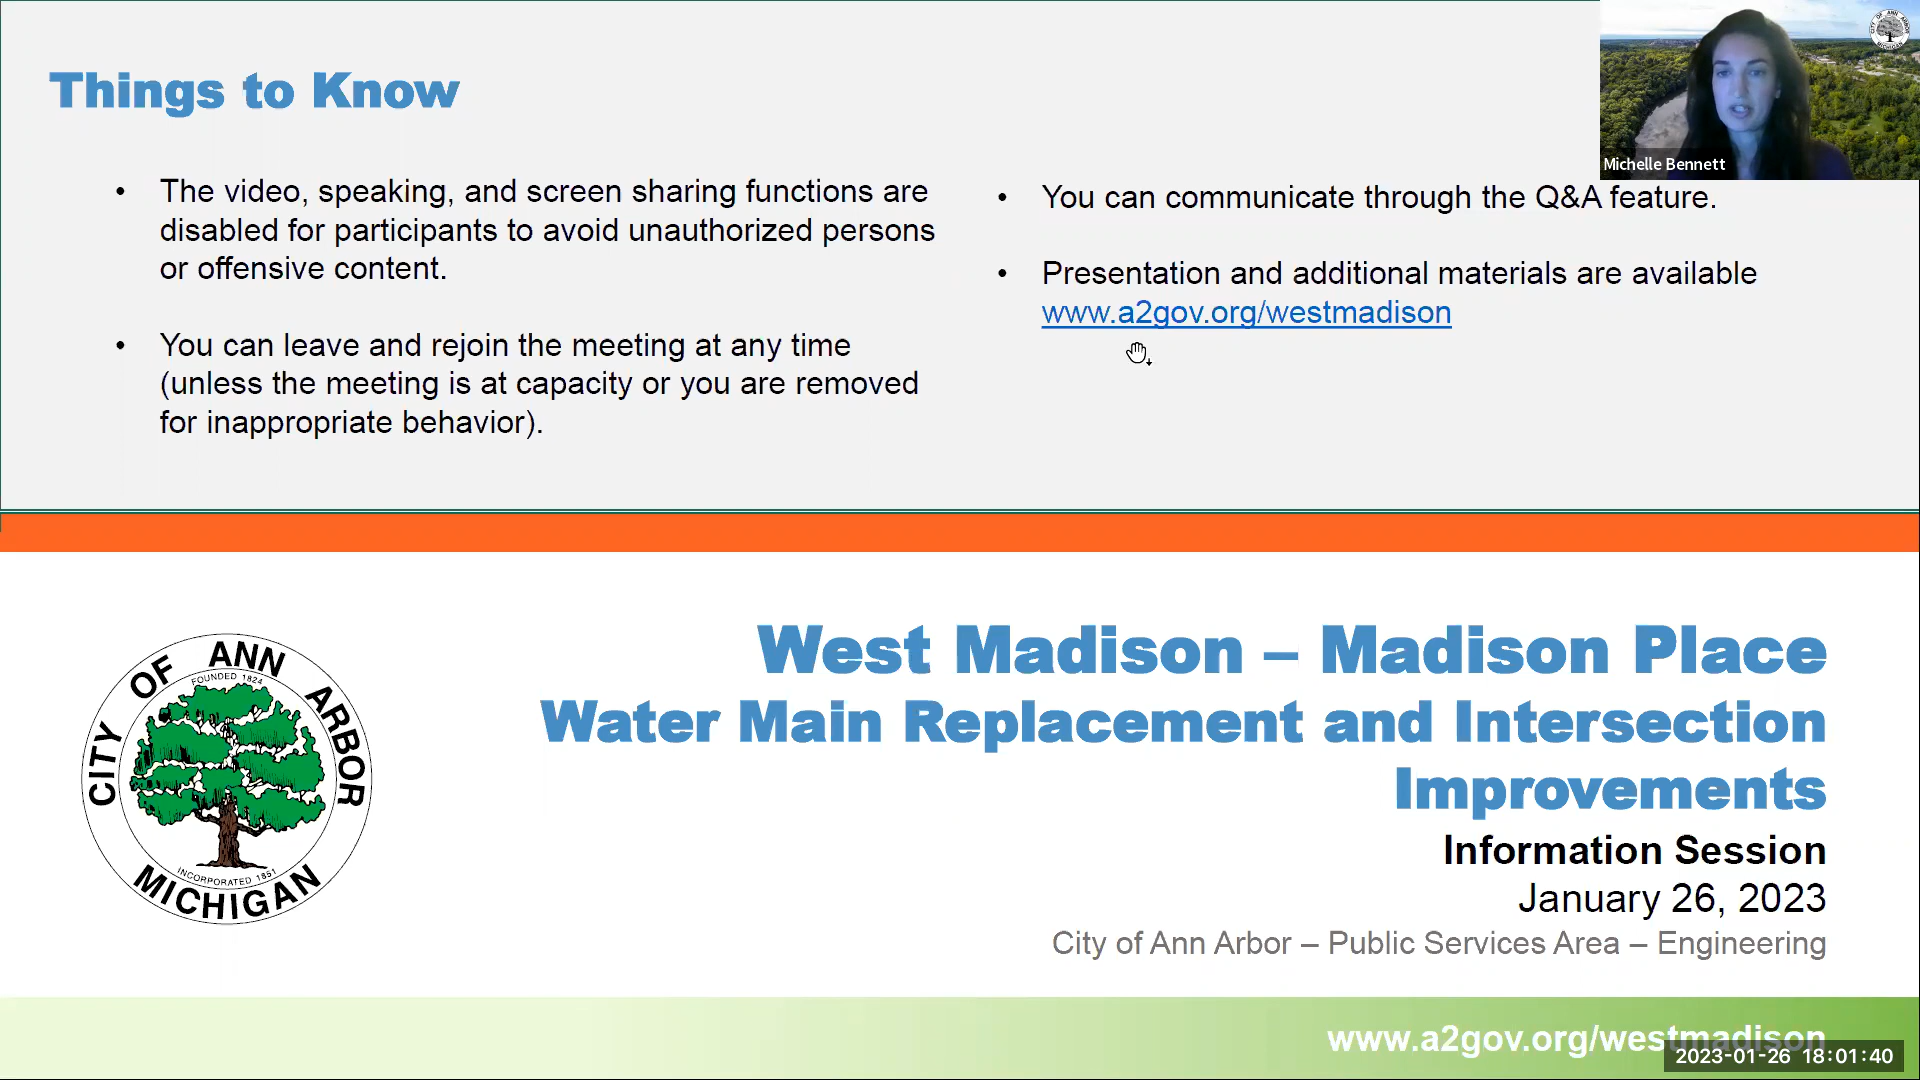 Things to Know
• The video, speaking, and screen sharing functions are
disabled for participants to avoid unauthorized persons
or offensive content.
• You can leave and rejoin the meeting at any time
(unless the meeting is at capacity or you are removed
for inappropriate behavior).
• You can communicate through the Q&A feature.
• Presentation and additional materials are available
www.a2gov.org/westmadison
CITY OF ANN ARBOR
MICHIGAN
Michelle Bennett
CITY OF ANN ARBOR
FOUNDED 1824
INCORPORATED 1851
MICHIGAN
West Madison – Madison Place
Water Main Replacement and Intersection
Improvements
Information Session
January 26, 2023
City of Ann Arbor – Public Services Area – Engineering
www.a2gov.org/westmadison
2023-01-26 18:01:40